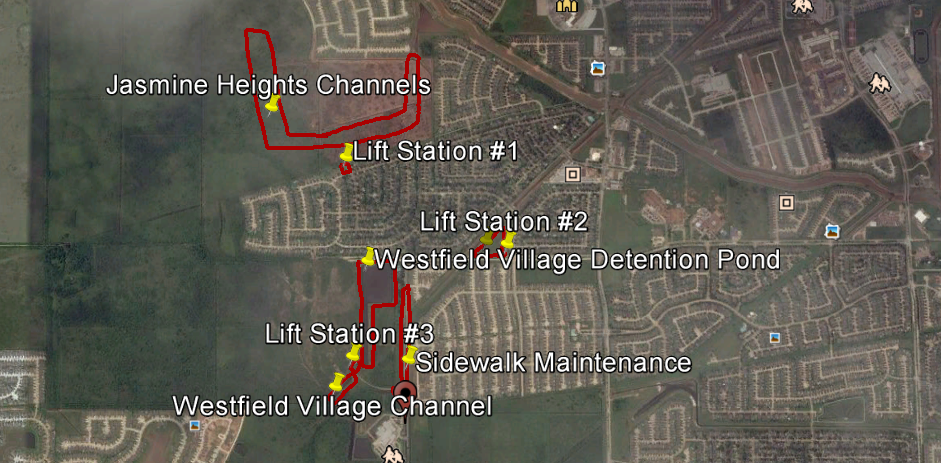 Jasmine Heights Channels
Lift Station #1
Lift Station #2
Westfield Village Detention Pond
Lift Station #3
Sidewalk Maintenance
Westfield Village Channel